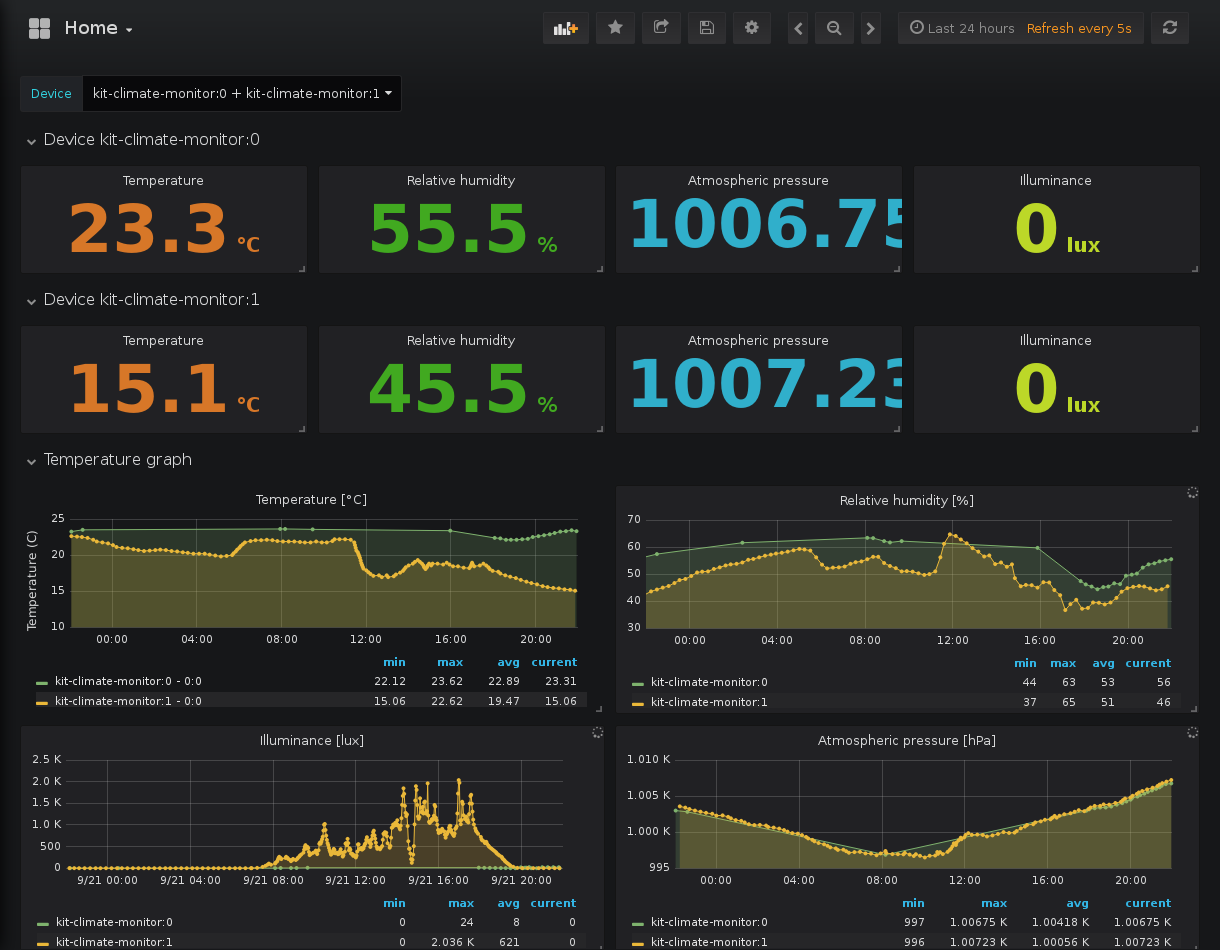 Home
Last 24 hours Refresh every 5s
Device kit-climate-monitor:0 + kit-climate-monitor:1
Device kit-climate-monitor:0
Temperature Relative humidity Atmospheric pressure Illuminance
23.3 °C 55.5 % 1006.75 0 lux
Device kit-climate-monitor:1
Temperature Relative humidity Atmospheric pressure Illuminance
15.1 °C 45.5 % 1007.23 0 lux
Temperature graph
Temperature [°C]
Temperature (C)
25
20
15
10
00:00 04:00 08:00 12:00 16:00 20:00
min max avg current
kit-climate-monitor:0 - 0:0 22.12 23.62 22.89 23.31
kit-climate-monitor:1 - 0:0 15.06 22.62 19.47 15.06
Relative humidity [%]
70
60
50
40
30
00:00 04:00 08:00 12:00 16:00 20:00
min max avg current
kit-climate-monitor:0 44 63 53 56
kit-climate-monitor:1 37 65 51 46
Illuminance [lux]
2.5 K
2.0 K
1.5 K
1.0 K
500
0
9/21 00:00 9/21 04:00 9/21 08:00 9/21 12:00 9/21 16:00 9/21 20:00
min max avg current
kit-climate-monitor:0 0 24 8 0
kit-climate-monitor:1 0 2.036 K 621 0
Atmospheric pressure [hPa]
1.010 K
1.005 K
1.000 K
995
00:00 04:00 08:00 12:00 16:00 20:00
min max avg current
kit-climate-monitor:0 997 1.00675 K 1.00418 K 1.00675 K
kit-climate-monitor:1 996 1.00723 K 1.00056 K 1.00723 K